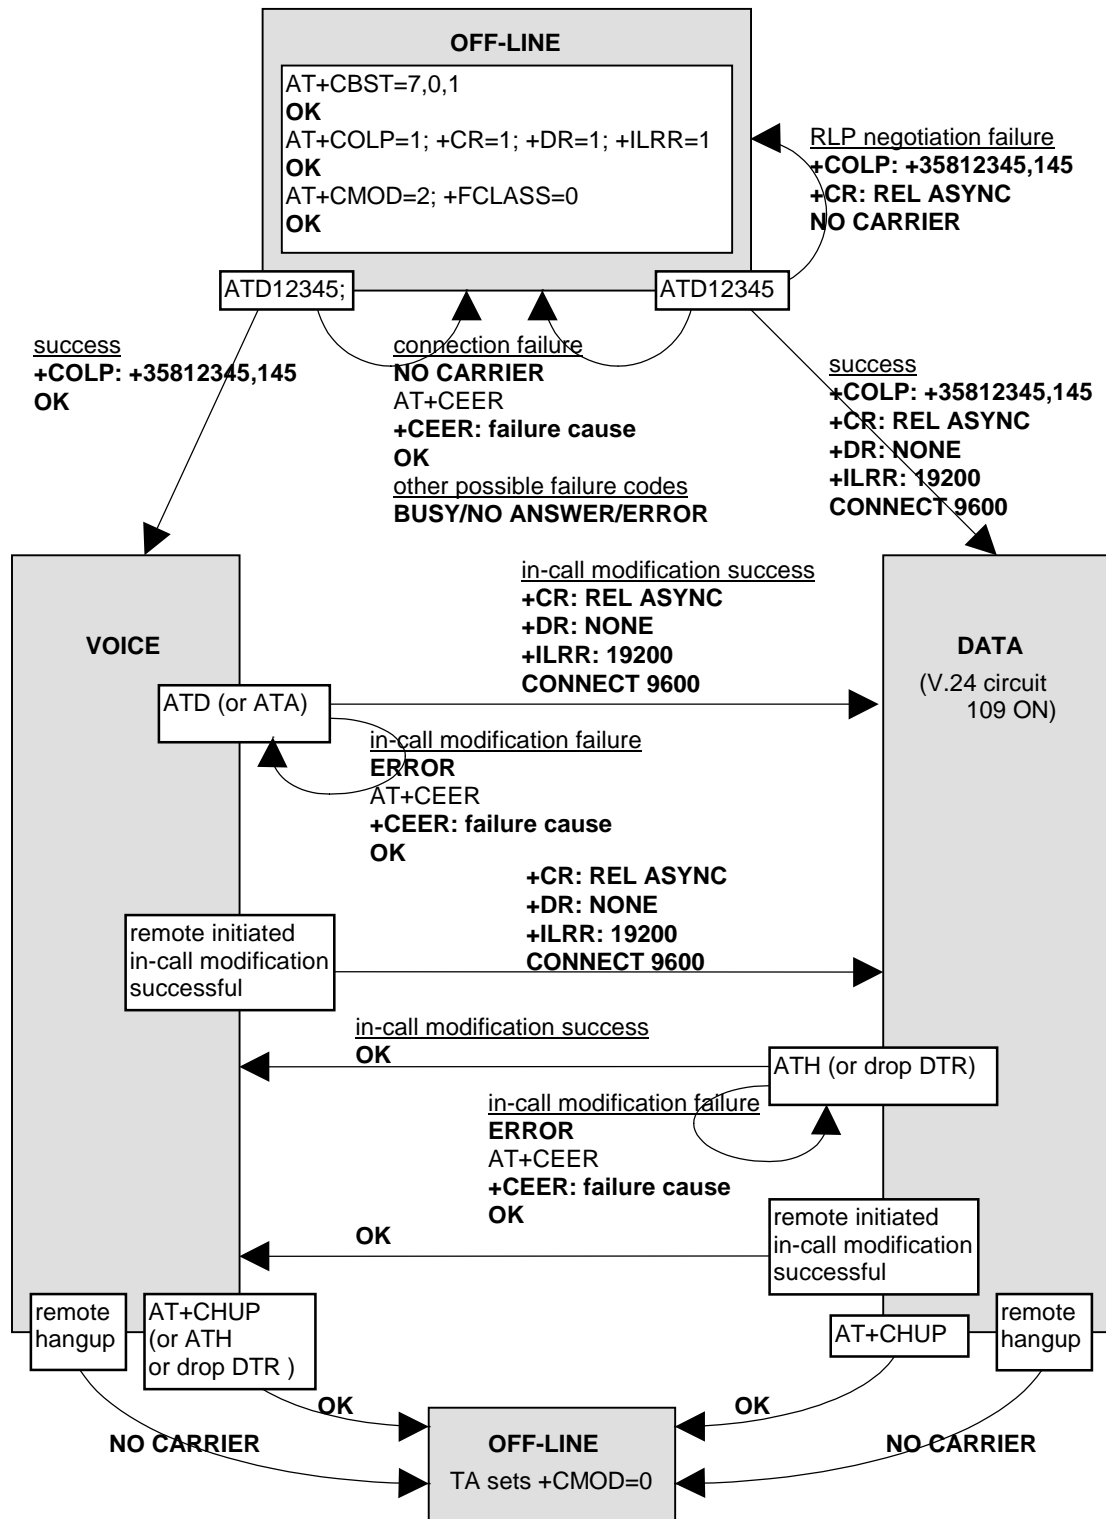 OFF-LINE
AT+CBST=7,0,1
OK
AT+COLP=1; +CR=1; +DR=1; +ILRR=1
OK
AT+CMOD=2; +FCLASS=0
OK
RLP negotiation failure
+COLP: +35812345,145
+CR: REL ASYNC
NO CARRIER
ATD12345;
ATD12345
success
+COLP: +35812345,145
OK
connection failure
NO CARRIER
AT+CEER
+CEER: failure cause
OK
other possible failure codes
BUSY/NO ANSWER/ERROR
success
+COLP: +35812345,145
+CR: REL ASYNC
+DR: NONE
+ILRR: 19200
CONNECT 9600
VOICE
DATA
(V.24 circuit
109 ON)
in-call modification success
+CR: REL ASYNC
+DR: NONE
+ILRR: 19200
CONNECT 9600
ATD (or ATA)
in-call modification failure
ERROR
AT+CEER
+CEER: failure cause
OK
+CR: REL ASYNC
+DR: NONE
+ILRR: 19200
CONNECT 9600
remote initiated
in-call modification
successful
in-call modification success
OK
ATH (or drop DTR)
in-call modification failure
ERROR
AT+CEER
+CEER: failure cause
OK
OK
remote initiated
in-call modification
successful
remote
hangup
AT+CHUP
(or ATH
or drop DTR )
AT+CHUP
remote
hangup
OK
OK
NO CARRIER
NO CARRIER
OFF-LINE
TA sets +CMOD=0